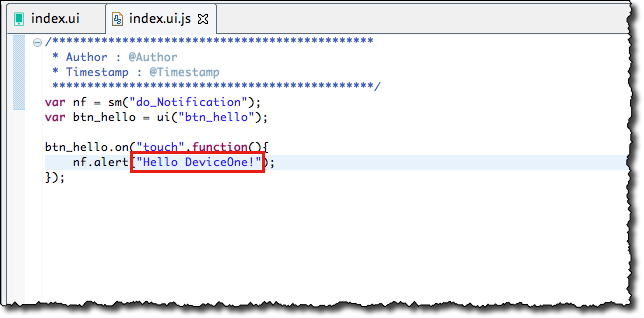 index.ui index.ui.js
/**********************************************
* Author : @Author
* Timestamp : @Timestamp
**********************************************/
var nf = sm("do_Notification");
var btn_hello = ui("btn_hello");
btn_hello.on("touch",function(){
nf.alert("Hello DeviceOne!");
});